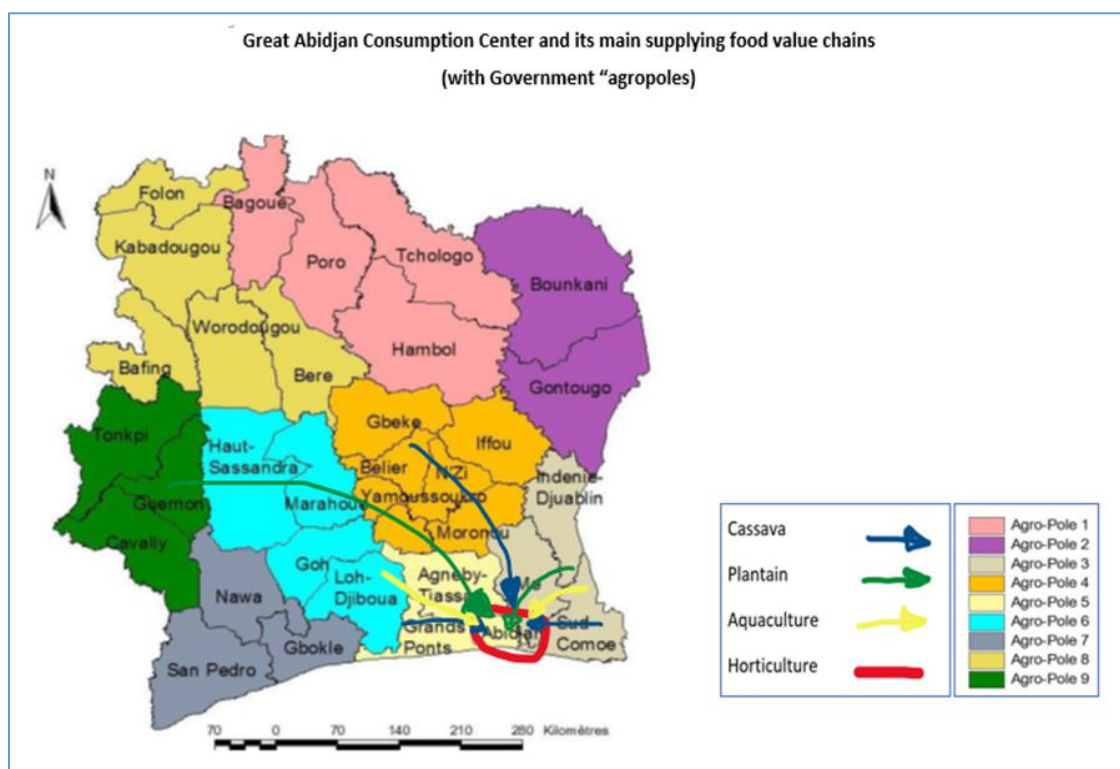 Great Abidjan Consumption Center and its main supplying food value chains
(with Government “agropoles)
N
Folon
Bagoue
Kabadougou
Tchologo
Poro
Bounkani
Worodougou
Hambol
Bafing
Bere
Gontougo
Gbeke
Tonkpi
Iffou
Haut-
Sassandra
Belier
N'Zi
Indenie-
Djuablin
Guemon
Marahoue
Yamoussoukro
Cavally
Moronou
Goh
Agneby-
Tiassa
Me
Loh-
Djiboua
Nawa
Grands
Ponts
Abidjan
Sud
Comoe
Gbokle
San Pedro
70 0 70 140 210 280 Kilomètres
Cassava
Plantain
Aquaculture
Horticulture
Agro-Pole 1
Agro-Pole 2
Agro-Pole 3
Agro-Pole 4
Agro-Pole 5
Agro-Pole 6
Agro-Pole 7
Agro-Pole 8
Agro-Pole 9